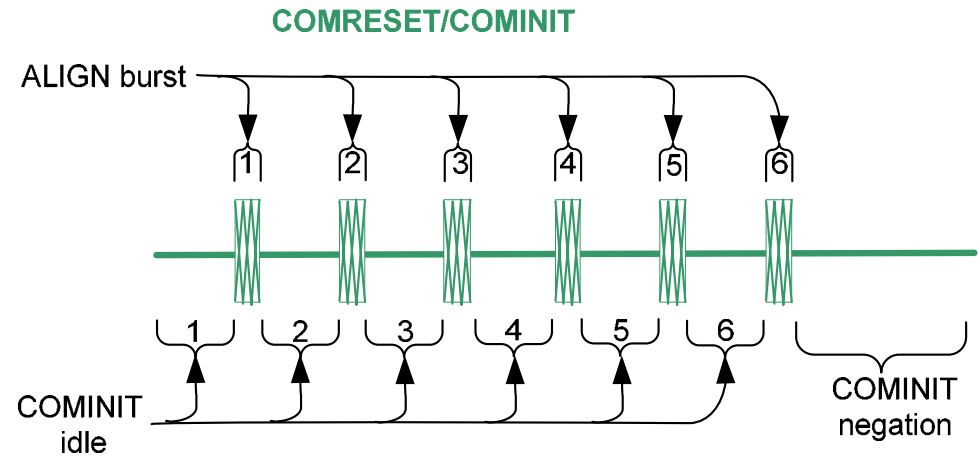 COMRESET/COMINIT
ALIGN burst
1 2 3 4 5 6
1 2 3 4 5 6
COMINIT
idle
COMINIT
negation